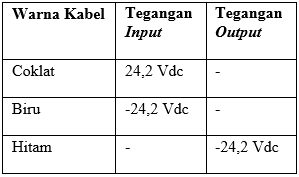 Warna Kabel Tegangan Tegangan
Input Output
Coklat 24,2 Vdc -
Biru -24,2 Vdc -
Hitam - -24,2 Vdc